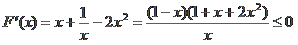 F′(x) = x + 1/x − 2x² = (1−x)(1+x+2x²)/x ≤ 0